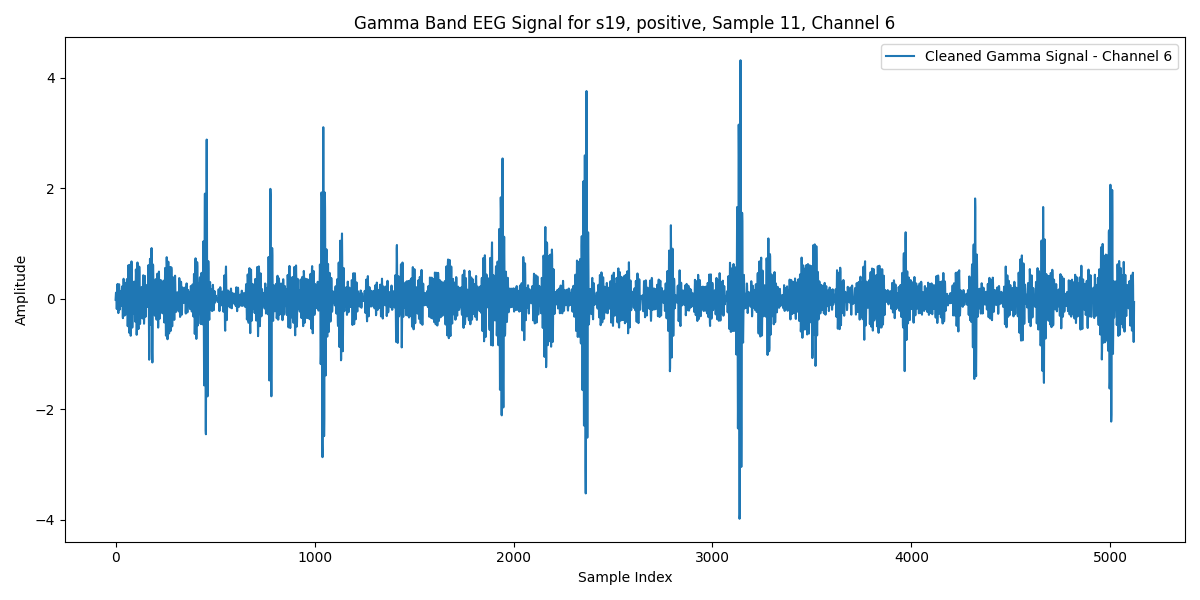 Gamma Band EEG Signal for s19, positive, Sample 11, Channel 6
Cleaned Gamma Signal - Channel 6
Amplitude
4
2
0
−2
−4
0 1000 2000 3000 4000 5000
Sample Index